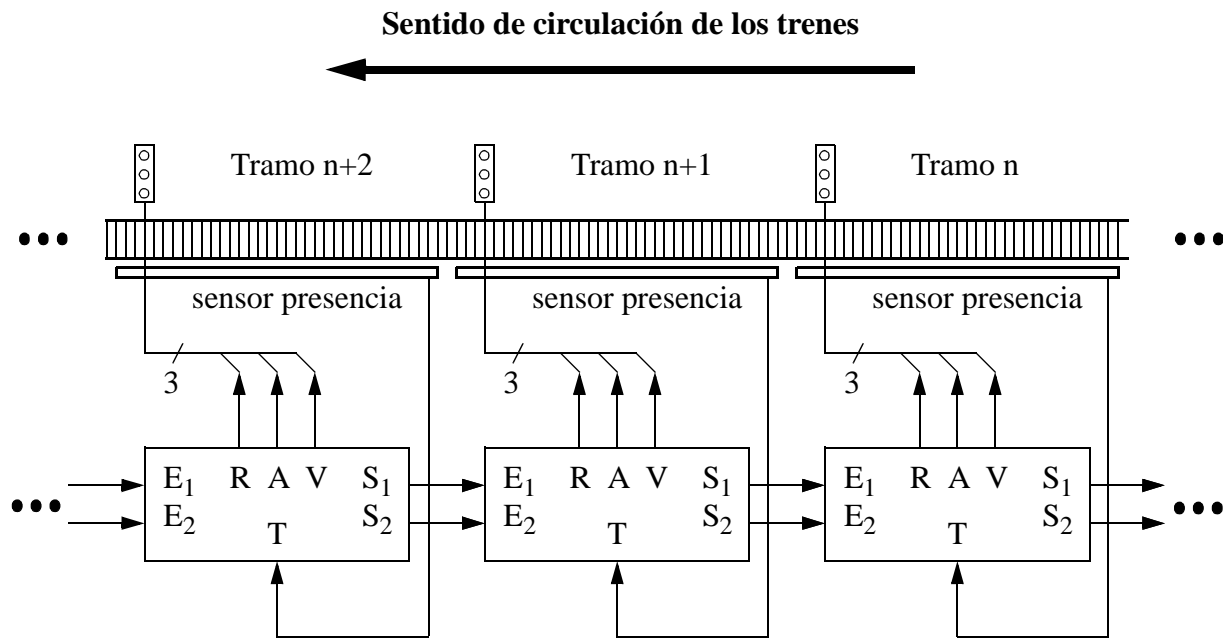 Sentido de circulación de los trenes
Tramo n+2 Tramo n+1 Tramo n
sensor presencia sensor presencia sensor presencia
3 3 3
E1 R A V S1 E1 R A V S1 E1 R A V S1
E2 S2 E2 S2 E2 S2
T T T